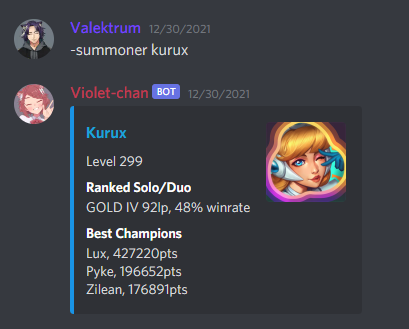 Valektrum 12/30/2021
-summoner kurux
Violet-chan BOT 12/30/2021
Kurux
Level 299
Ranked Solo/Duo
GOLD IV 92lp, 48% winrate
Best Champions
Lux, 427220pts
Pyke, 196652pts
Zilean, 176891pts